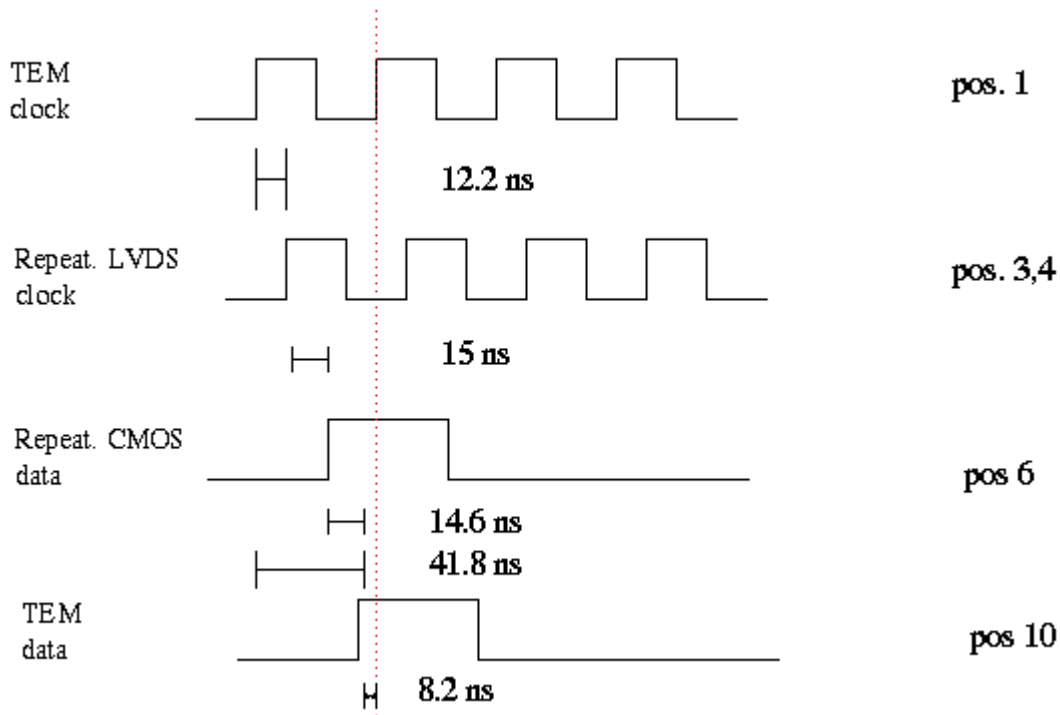 TEM
clock
pos. 1
12.2 ns
Repeat. LVDS
clock
pos. 3,4
15 ns
Repeat. CMOS
data
pos 6
14.6 ns
41.8 ns
TEM
data
pos 10
8.2 ns